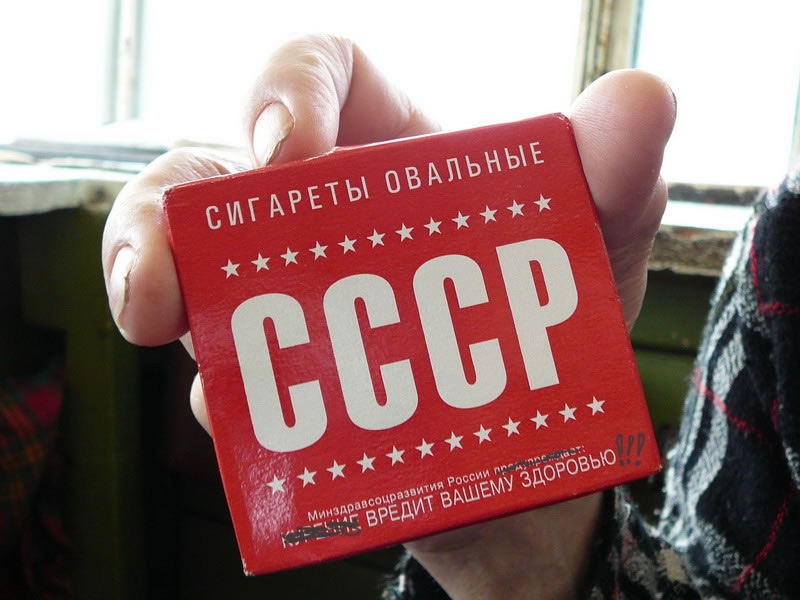 СИГАРЕТЫ ОВАЛЬНЫЕ
СССР
Минздравсоцразвития России
ВРЕДИТ ВАШЕМУ ЗДОРОВЬЮ!!!